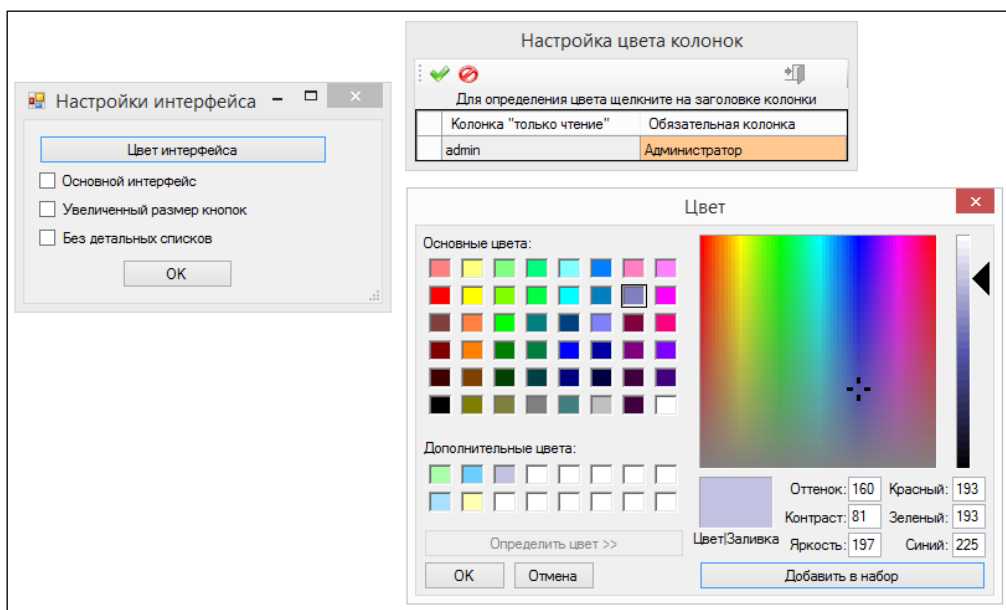 Настройка цвета колонок
Для определения цвета щелкните на заголовке колонки
Колонка "только чтение" Обязательная колонка
admin Администратор
Настройки интерфейса
Цвет интерфейса
Основной интерфейс
Увеличенный размер кнопок
Без детальных списков
ОК
Цвет
Основные цвета:
Дополнительные цвета:
Определить цвет >>
ОК Отмена
Цвет|Заливка
Оттенок: 160 Красный: 193
Контраст: 81 Зеленый: 193
Яркость: 197 Синий: 225
Добавить в набор